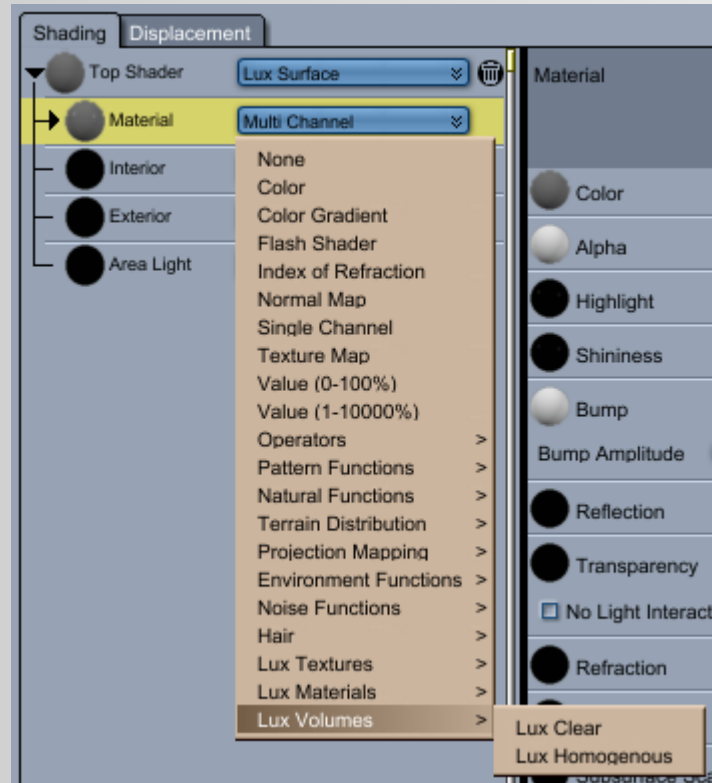 Shading Displacement
Top Shader Lux Surface
Material Multi Channel
Interior
Exterior
Area Light
None
Color
Color Gradient
Flash Shader
Index of Refraction
Normal Map
Single Channel
Texture Map
Value (0-100%)
Value (1-10000%)
Operators >
Pattern Functions >
Natural Functions >
Terrain Distribution >
Projection Mapping >
Environment Functions >
Noise Functions >
Hair >
Lux Textures >
Lux Materials >
Lux Volumes >
Lux Clear
Lux Homogenous
Material
Color
Alpha
Highlight
Shininess
Bump
Bump Amplitude
Reflection
Transparency
No Light Interact
Refraction